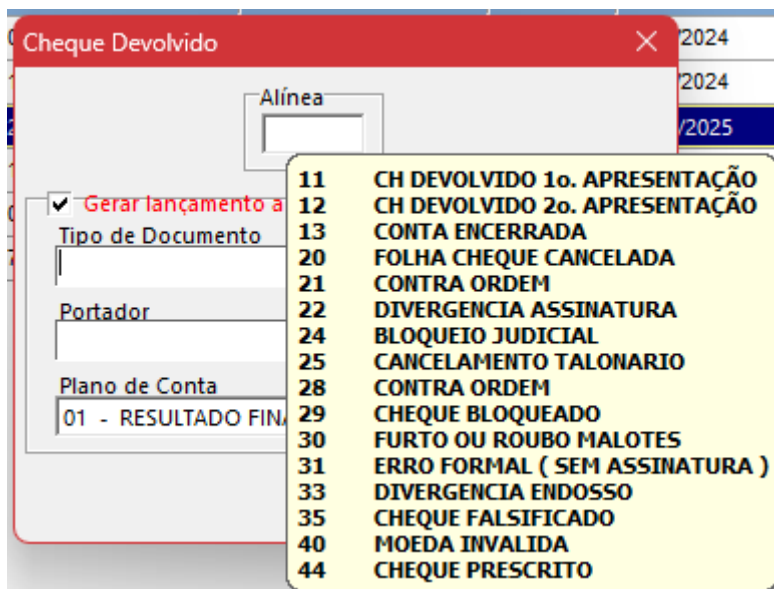 Cheque Devolvido
/2024
/2024
/2025
Alínea
11 CH DEVOLVIDO 1o. APRESENTAÇÃO
12 CH DEVOLVIDO 2o. APRESENTAÇÃO
13 CONTA ENCERRADA
20 FOLHA CHEQUE CANCELADA
21 CONTRA ORDEM
22 DIVERGENCIA ASSINATURA
24 BLOQUEIO JUDICIAL
25 CANCELAMENTO TALONARIO
28 CONTRA ORDEM
29 CHEQUE BLOQUEADO
30 FURTO OU ROUBO MALOTES
31 ERRO FORMAL ( SEM ASSINATURA )
33 DIVERGENCIA ENDOSSO
35 CHEQUE FALSIFICADO
40 MOEDA INVALIDA
44 CHEQUE PRESCRITO
Gerar lançamento a
Tipo de Documento
Portador
Plano de Conta
01 - RESULTADO FINA